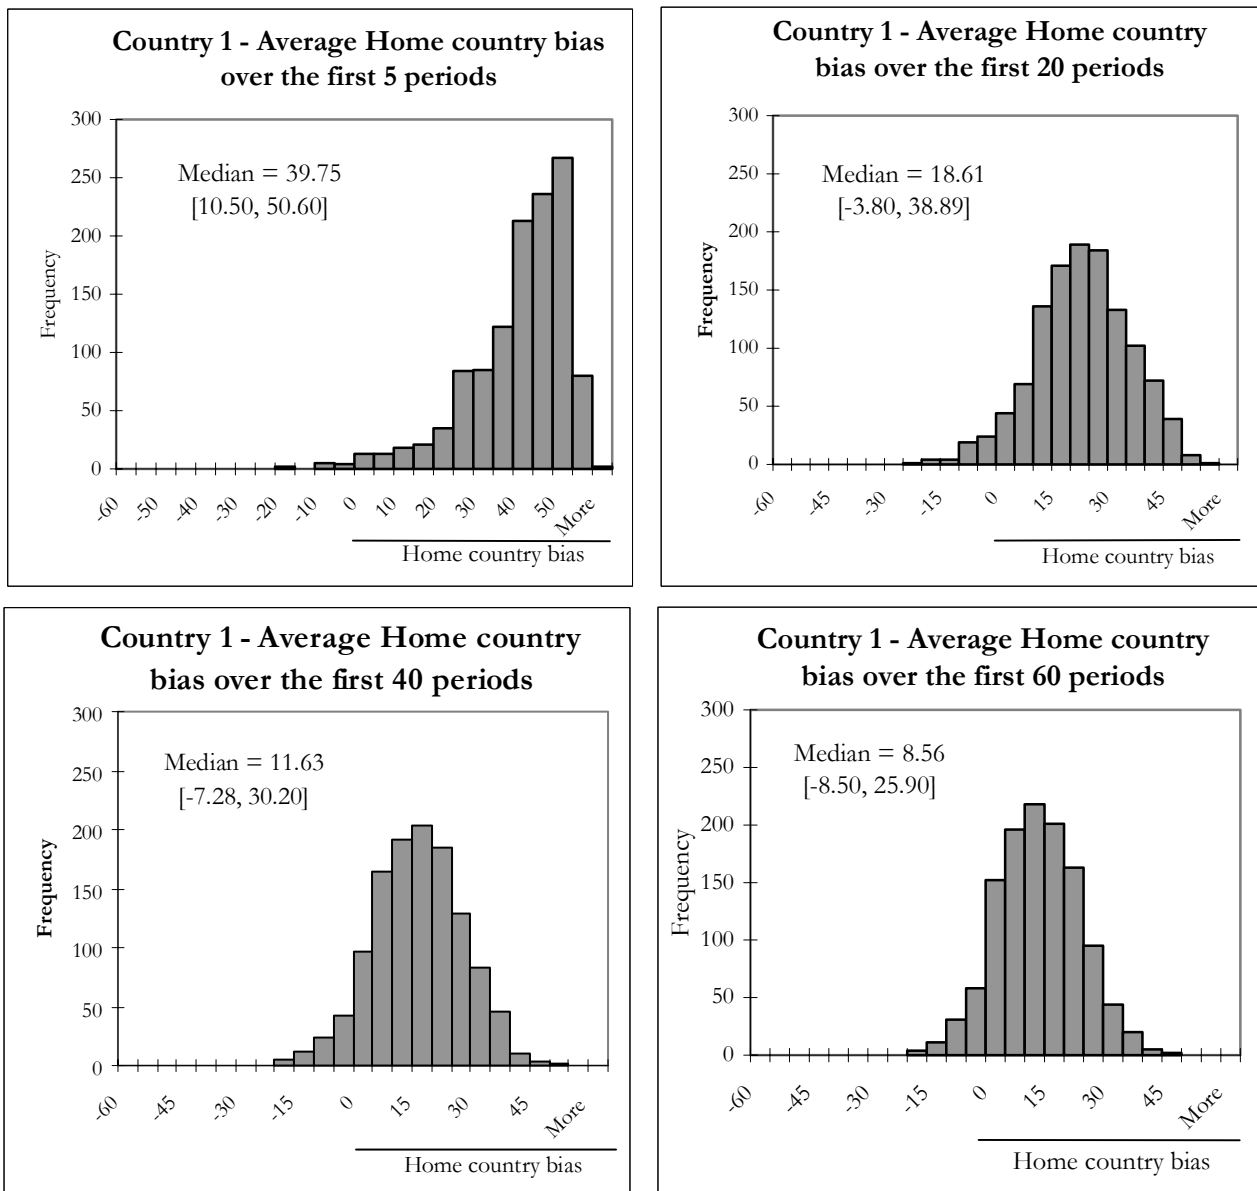 Country 1 - Average Home country bias
over the first 5 periods
300
250
200
150
100
50
0
Frequency
Median = 39.75
[10.50, 50.60]
-60
-50
-40
-30
-20
-10
0
10
20
30
40
50
More
Home country bias
Country 1 - Average Home country
bias over the first 20 periods
300
250
200
150
100
50
0
Frequency
Median = 18.61
[-3.80, 38.89]
-60
-45
-30
-15
0
15
30
45
More
Home country bias
Country 1 - Average Home country
bias over the first 40 periods
300
250
200
150
100
50
0
Frequency
Median = 11.63
[-7.28, 30.20]
-60
-45
-30
-15
0
15
30
45
More
Home country bias
Country 1 - Average Home country
bias over the first 60 periods
300
250
200
150
100
50
0
Frequency
Median = 8.56
[-8.50, 25.90]
-60
-45
-30
-15
0
15
30
45
More
Home country bias